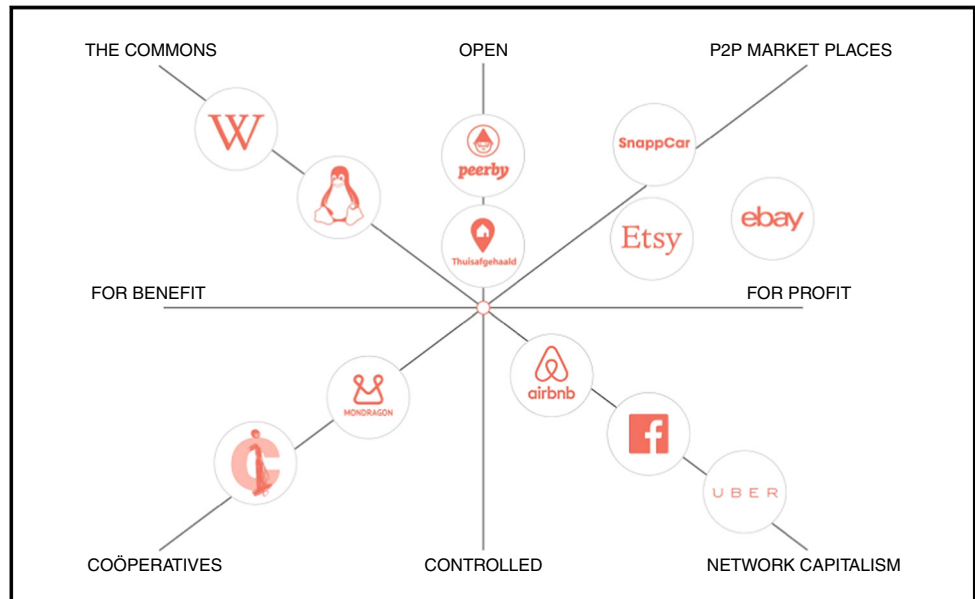 THE COMMONS
OPEN
P2P MARKET PLACES
W
peerby
SnappCar
Thuisafgehaald
Etsy
ebay
FOR BENEFIT
FOR PROFIT
airbnb
MONDRAGON
f
C
UBER
COÖPERATIVES
CONTROLLED
NETWORK CAPITALISM